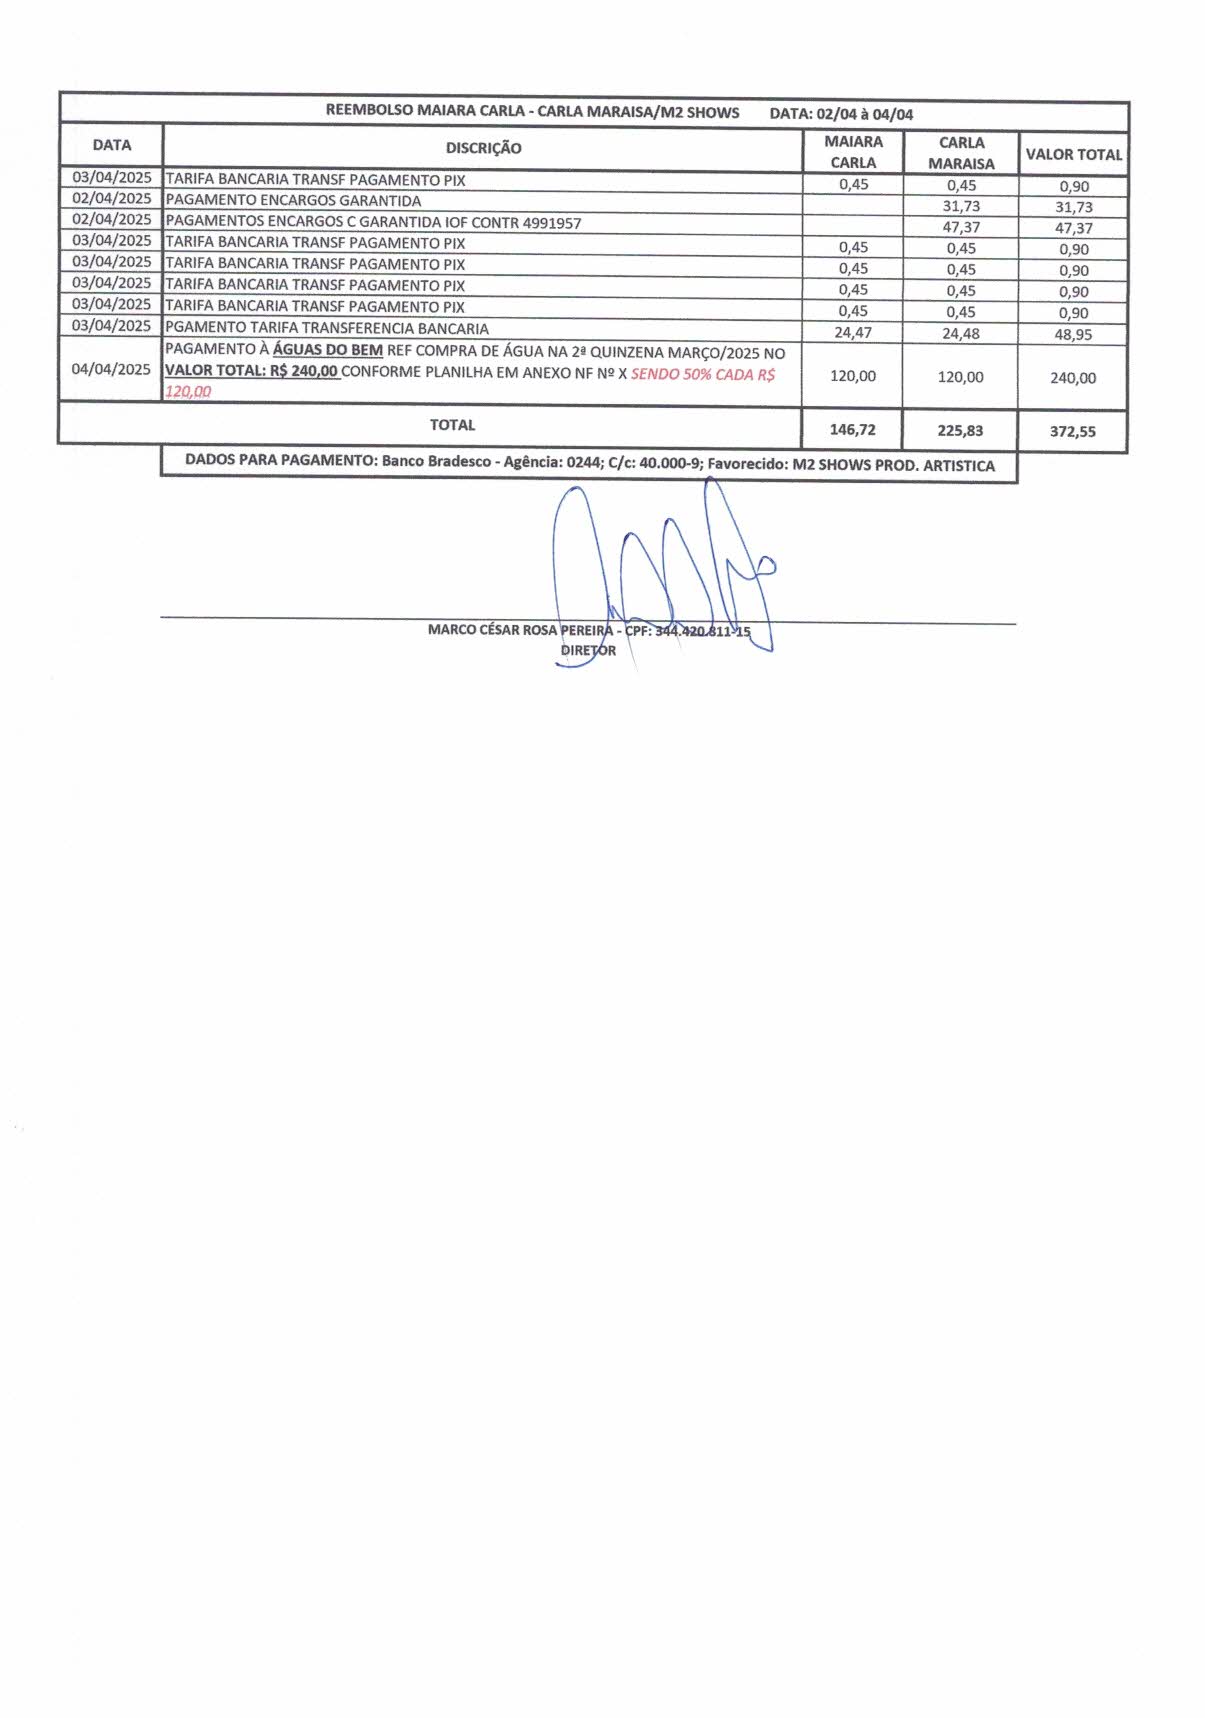 REEMBOLSO MAIARA CARLA - CARLA MARAISA/M2 SHOWS DATA: 02/04 à 04/04
DATA DISCRIÇÃO MAIARA CARLA CARLA MARAISA VALOR TOTAL
03/04/2025 TARIFA BANCARIA TRANSF PAGAMENTO PIX 0,45 0,45 0,90
02/04/2025 PAGAMENTO ENCARGOS GARANTIDA 31,73 31,73
02/04/2025 PAGAMENTOS ENCARGOS C GARANTIDA IOF CONTR 4991957 47,37 47,37
03/04/2025 TARIFA BANCARIA TRANSF PAGAMENTO PIX 0,45 0,45 0,90
03/04/2025 TARIFA BANCARIA TRANSF PAGAMENTO PIX 0,45 0,45 0,90
03/04/2025 TARIFA BANCARIA TRANSF PAGAMENTO PIX 0,45 0,45 0,90
03/04/2025 TARIFA BANCARIA TRANSF PAGAMENTO PIX 0,45 0,45 0,90
03/04/2025 PGAMENTO TARIFA TRANSFERENCIA BANCARIA 24,47 24,48 48,95
04/04/2025 PAGAMENTO À ÁGUAS DO BEM REF COMPRA DE ÁGUA NA 2ª QUINZENA MARÇO/2025 NO
VALOR TOTAL: R$ 240,00 CONFORME PLANILHA EM ANEXO NF Nº X SENDO 50% CADA R$
120,00 120,00 120,00 240,00
TOTAL 146,72 225,83 372,55
DADOS PARA PAGAMENTO: Banco Bradesco - Agência: 0244; C/c: 40.000-9; Favorecido: M2 SHOWS PROD. ARTISTICA
MARCO CÉSAR ROSA PEREIRA - CPF: 344.420.811-15
DIRETOR